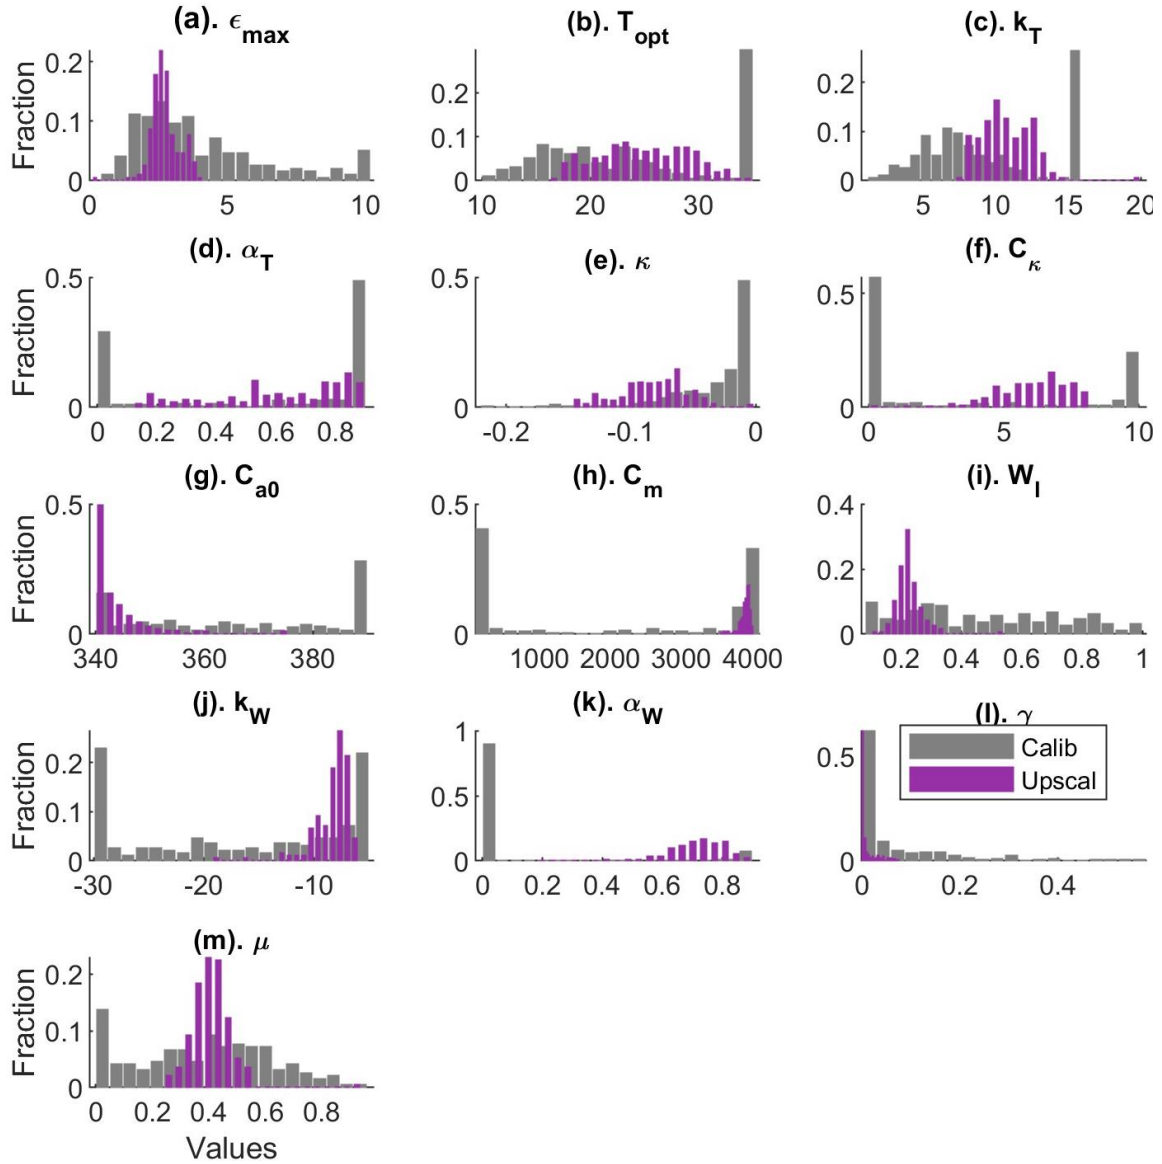 (a). ϵmax
(b). Topt
(c). kT
Fraction
0.2
0.1
0
0 5 10
0.2
0.1
0
10 20 30
0.2
0.1
0
5 10 15 20
(d). αT
(e). κ
(f). Cκ
Fraction
0.5
0
0 0.2 0.4 0.6 0.8
0.5
0
-0.2 -0.1 0
0.5
0
0 5 10
(g). Ca0
(h). Cm
(i). Wl
Fraction
0.5
0
340 360 380
0.5
0
1000 2000 3000 4000
0.4
0.2
0
0.2 0.4 0.6 0.8 1
(j). kW
(k). αW
(l). γ
Fraction
0.2
0.1
0
-30 -20 -10
1
0.5
0
0 0.2 0.4 0.6 0.8
Calib
Upscal
0.5
0
0 0.2 0.4
(m). μ
Fraction
0.2
0.1
0
0 0.2 0.4 0.6 0.8
Values